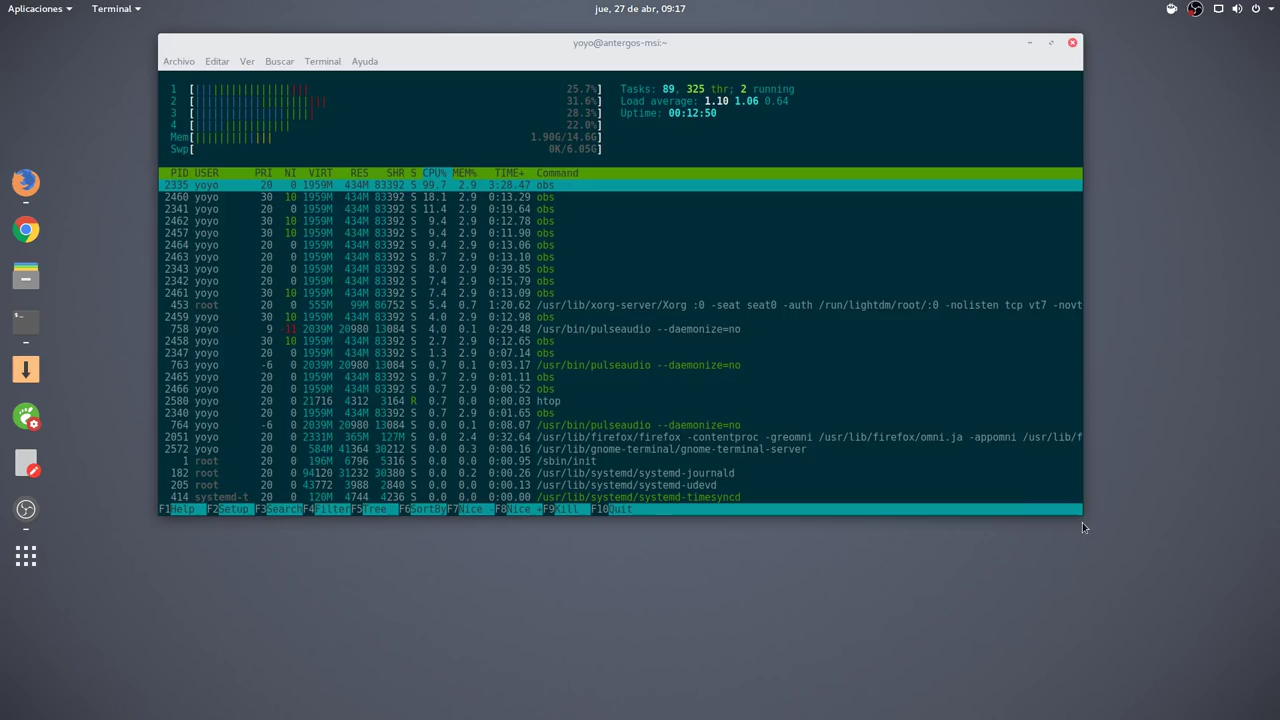 Aplicaciones Terminal jue, 27 de abr, 09:17
yoyo@antergos-msi:~
Archivo Editar Ver Buscar Terminal Ayuda
1 [||||||||||||||||||| 25.7%] Tasks: 89, 325 thr; 2 running
2 [|||||||||||||||||||||| 31.6%] Load average: 1.10 1.06 0.64
3 [|||||||||||||||||||| 28.3%] Uptime: 00:12:50
4 [|||||||||||||||| 22.0%]
Mem[||||||||||||| 1.90G/14.6G]
Swp[ 0K/6.05G]
PID USER PRI NI VIRT RES SHR S CPU% MEM% TIME+ Command
2335 yoyo 20 0 1959M 434M 83392 S 99.7 2.9 3:28.47 obs
2460 yoyo 30 10 1959M 434M 83392 S 18.1 2.9 0:13.29 obs
2341 yoyo 20 0 1959M 434M 83392 S 11.4 2.9 0:19.64 obs
2462 yoyo 30 10 1959M 434M 83392 S 9.4 2.9 0:12.78 obs
2457 yoyo 30 10 1959M 434M 83392 S 9.4 2.9 0:11.90 obs
2464 yoyo 20 0 1959M 434M 83392 S 9.4 2.9 0:13.06 obs
2463 yoyo 20 0 1959M 434M 83392 S 8.7 2.9 0:13.10 obs
2343 yoyo 20 0 1959M 434M 83392 S 8.0 2.9 0:39.85 obs
2342 yoyo 20 0 1959M 434M 83392 S 7.4 2.9 0:15.79 obs
2461 yoyo 30 10 1959M 434M 83392 S 7.4 2.9 0:13.09 obs
453 root 20 0 555M 99M 86752 S 5.4 0.7 1:20.62 /usr/lib/xorg-server/Xorg :0 -seat seat0 -auth /run/lightdm/root/:0 -nolisten tcp vt7 -novt
2459 yoyo 30 10 1959M 434M 83392 S 4.0 2.9 0:12.98 obs
758 yoyo 9 -11 2039M 20980 13084 S 4.0 0.1 0:29.48 /usr/bin/pulseaudio --daemonize=no
2458 yoyo 30 10 1959M 434M 83392 S 2.7 2.9 0:12.65 obs
2347 yoyo 20 0 1959M 434M 83392 S 1.3 2.9 0:07.14 obs
763 yoyo -6 0 2039M 20980 13084 S 0.7 0.1 0:03.17 /usr/bin/pulseaudio --daemonize=no
2465 yoyo 20 0 1959M 434M 83392 S 0.7 2.9 0:01.11 obs
2466 yoyo 20 0 1959M 434M 83392 S 0.7 2.9 0:00.52 obs
2580 yoyo 20 0 21716 4312 3164 R 0.7 0.0 0:00.03 htop
2340 yoyo 20 0 1959M 434M 83392 S 0.7 2.9 0:01.65 obs
764 yoyo -6 0 2039M 20980 13084 S 0.0 0.1 0:08.07 /usr/bin/pulseaudio --daemonize=no
2051 yoyo 20 0 2331M 365M 127M S 0.0 2.4 0:32.64 /usr/lib/firefox/firefox -contentproc -greomni /usr/lib/firefox/omni.ja -appomni /usr/lib/f
2572 yoyo 20 0 584M 41364 30212 S 0.0 0.3 0:00.16 /usr/lib/gnome-terminal/gnome-terminal-server
1 root 20 0 196M 6796 5316 S 0.0 0.0 0:00.95 /sbin/init
182 root 20 0 94120 31232 30380 S 0.0 0.2 0:00.26 /usr/lib/systemd/systemd-journald
205 root 20 0 43772 3988 2840 S 0.0 0.0 0:00.13 /usr/lib/systemd/systemd-udevd
414 systemd-t 20 0 120M 4744 4236 S 0.0 0.0 0:00.00 /usr/lib/systemd/systemd-timesyncd
F1Help F2Setup F3SearchF4FilterF5Tree F6SortByF7Nice -F8Nice +F9Kill F10Quit